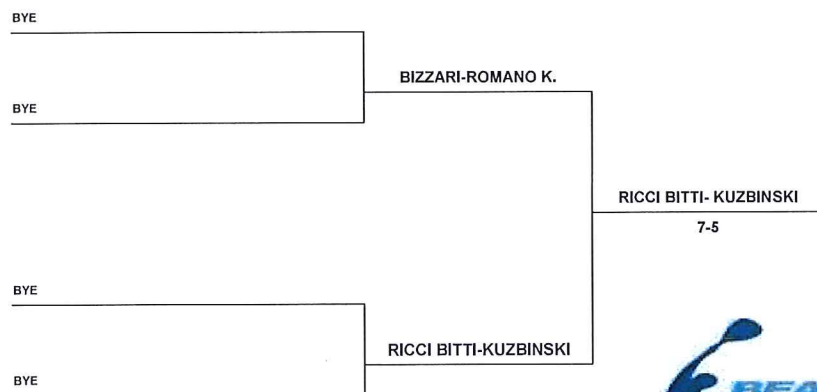 BYE
BIZZARI-ROMANO K.
BYE
RICCI BITTI- KUZBINSKI
7-5
BYE
RICCI BITTI-KUZBINSKI
BYE